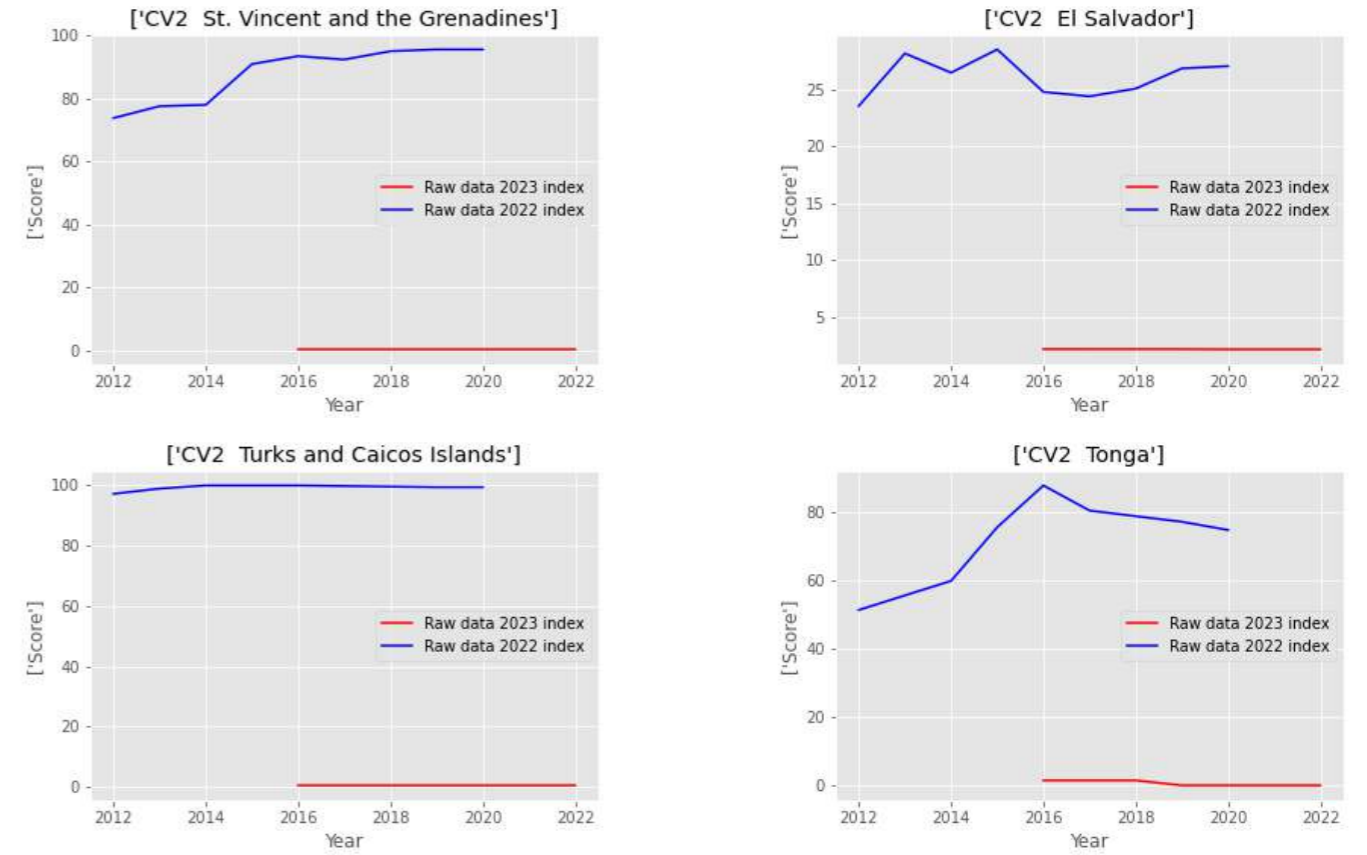 ['CV2  St. Vincent and the Grenadines']
100
80
60
40
20
0
['Score']
Raw data 2023 index
Raw data 2022 index
2012 2014 2016 2018 2020 2022
Year
['CV2  El Salvador']
25
20
15
10
5
['Score']
Raw data 2023 index
Raw data 2022 index
2012 2014 2016 2018 2020 2022
Year
['CV2  Turks and Caicos Islands']
100
80
60
40
20
0
['Score']
Raw data 2023 index
Raw data 2022 index
2012 2014 2016 2018 2020 2022
Year
['CV2  Tonga']
80
60
40
20
0
['Score']
Raw data 2023 index
Raw data 2022 index
2012 2014 2016 2018 2020 2022
Year